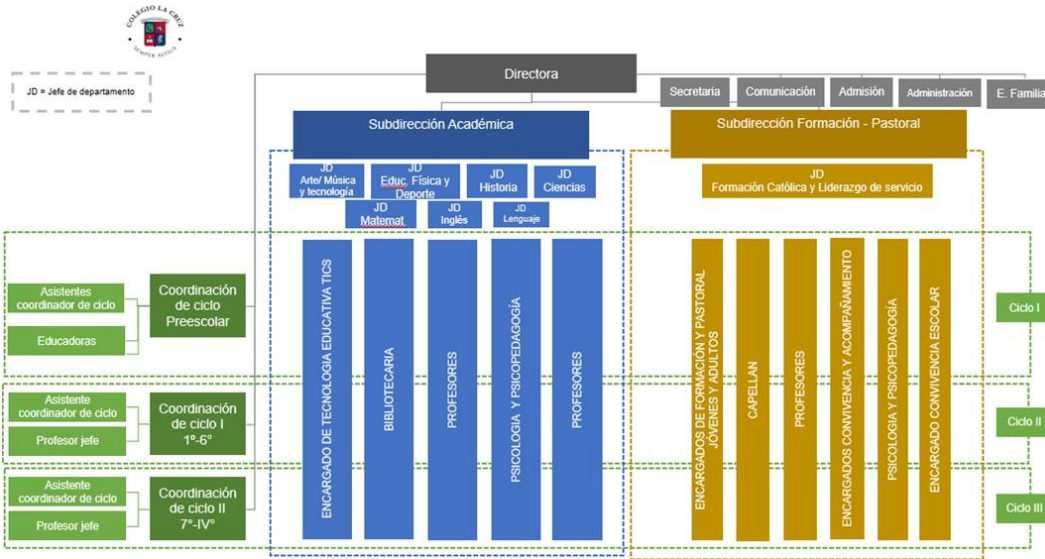 COLEGIO LA CRUZ
SEMPER ALTIUS
JD = Jefe de departamento
Directora
Secretaria
Comunicación
Admisión
Administración
E. Familia
Subdirección Académica
Subdirección Formación - Pastoral
JD
Arte/ Música
y tecnología
JD
Educ. Física y
Deporte
JD
Historia
JD
Ciencias
JD
Maternat
JD
Inglés
JD
Lenguaje
JD
Formación Católica y Liderazgo de servicio
Asistentes
coordinador de ciclo
Educadoras
Coordinación
de ciclo
Preescolar
Asistente
coordinador de ciclo
Profesor jefe
Coordinación
de ciclo I
1º-6°
Asistente
coordinador de ciclo
Profesor jefe
Coordinación
de ciclo II
7°-IV°
ENCARGADO DE TECNOLOGIA EDUCATIVA TICS
BIBLIOTECARIA
PROFESORES
PSICOLOGIA Y PSICOPEDAGOGÍA
PROFESORES
ENCARGADOS DE FORMACIÓN Y PASTORAL
JÓVENES Y ADULTOS
CAPELLAN
PROFESORES
ENCARGADOS CONVIVENCIA Y ACOMPAÑAMIENTO
PSICOLOGIA Y PSICOPEDAGOGÍA
ENCARGADO CONVIVENCIA ESCOLAR
Ciclo I
Ciclo II
Ciclo III